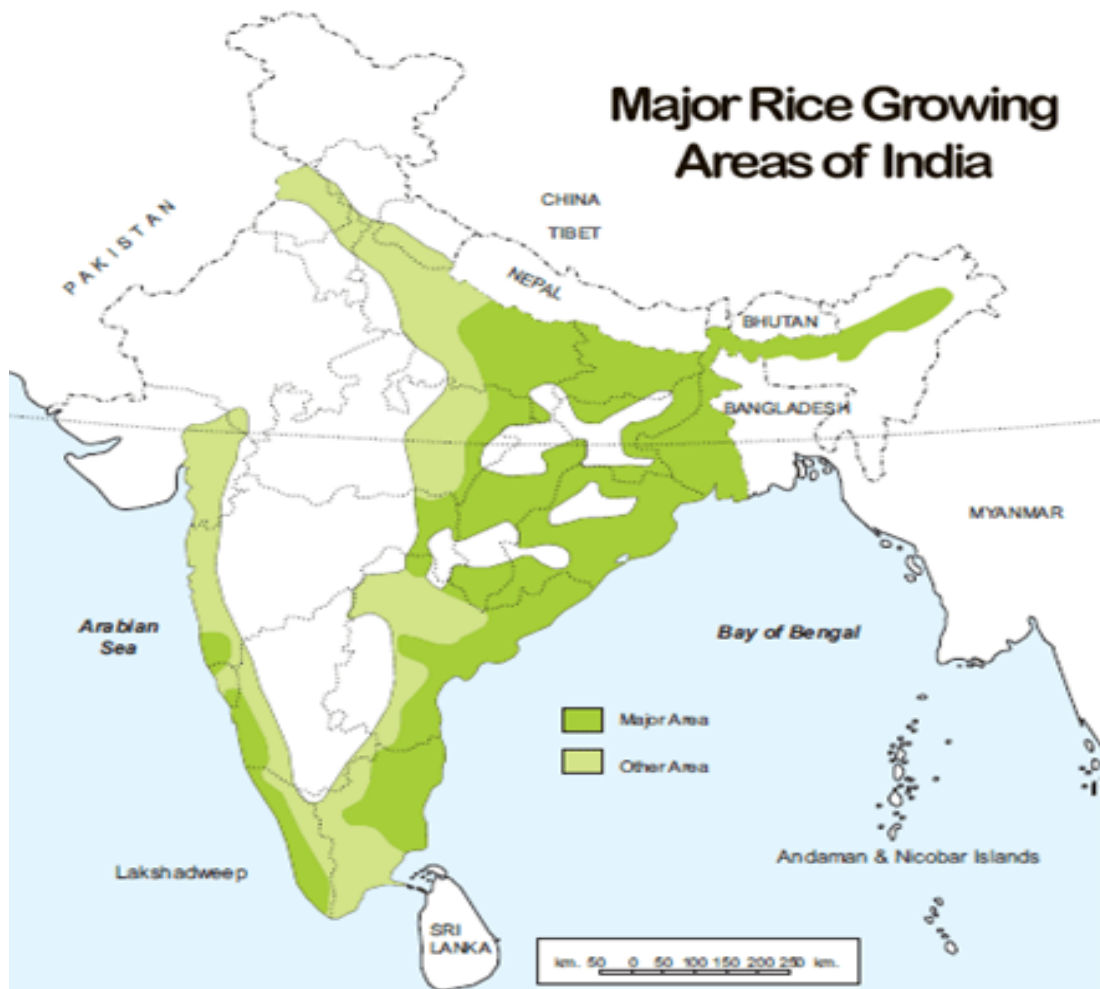 Major Rice Growing
Areas of India
CHINA
TIBET
PAKISTAN
NEPAL
BHUTAN
BANGLADESH
MYANMAR
Arabian
Sea
Bay of Bengal
Major Area
Other Area
Lakshadweep
Andaman & Nicobar Islands
SRI
LANKA
km. 50 0 50 100 150 200 250 km.